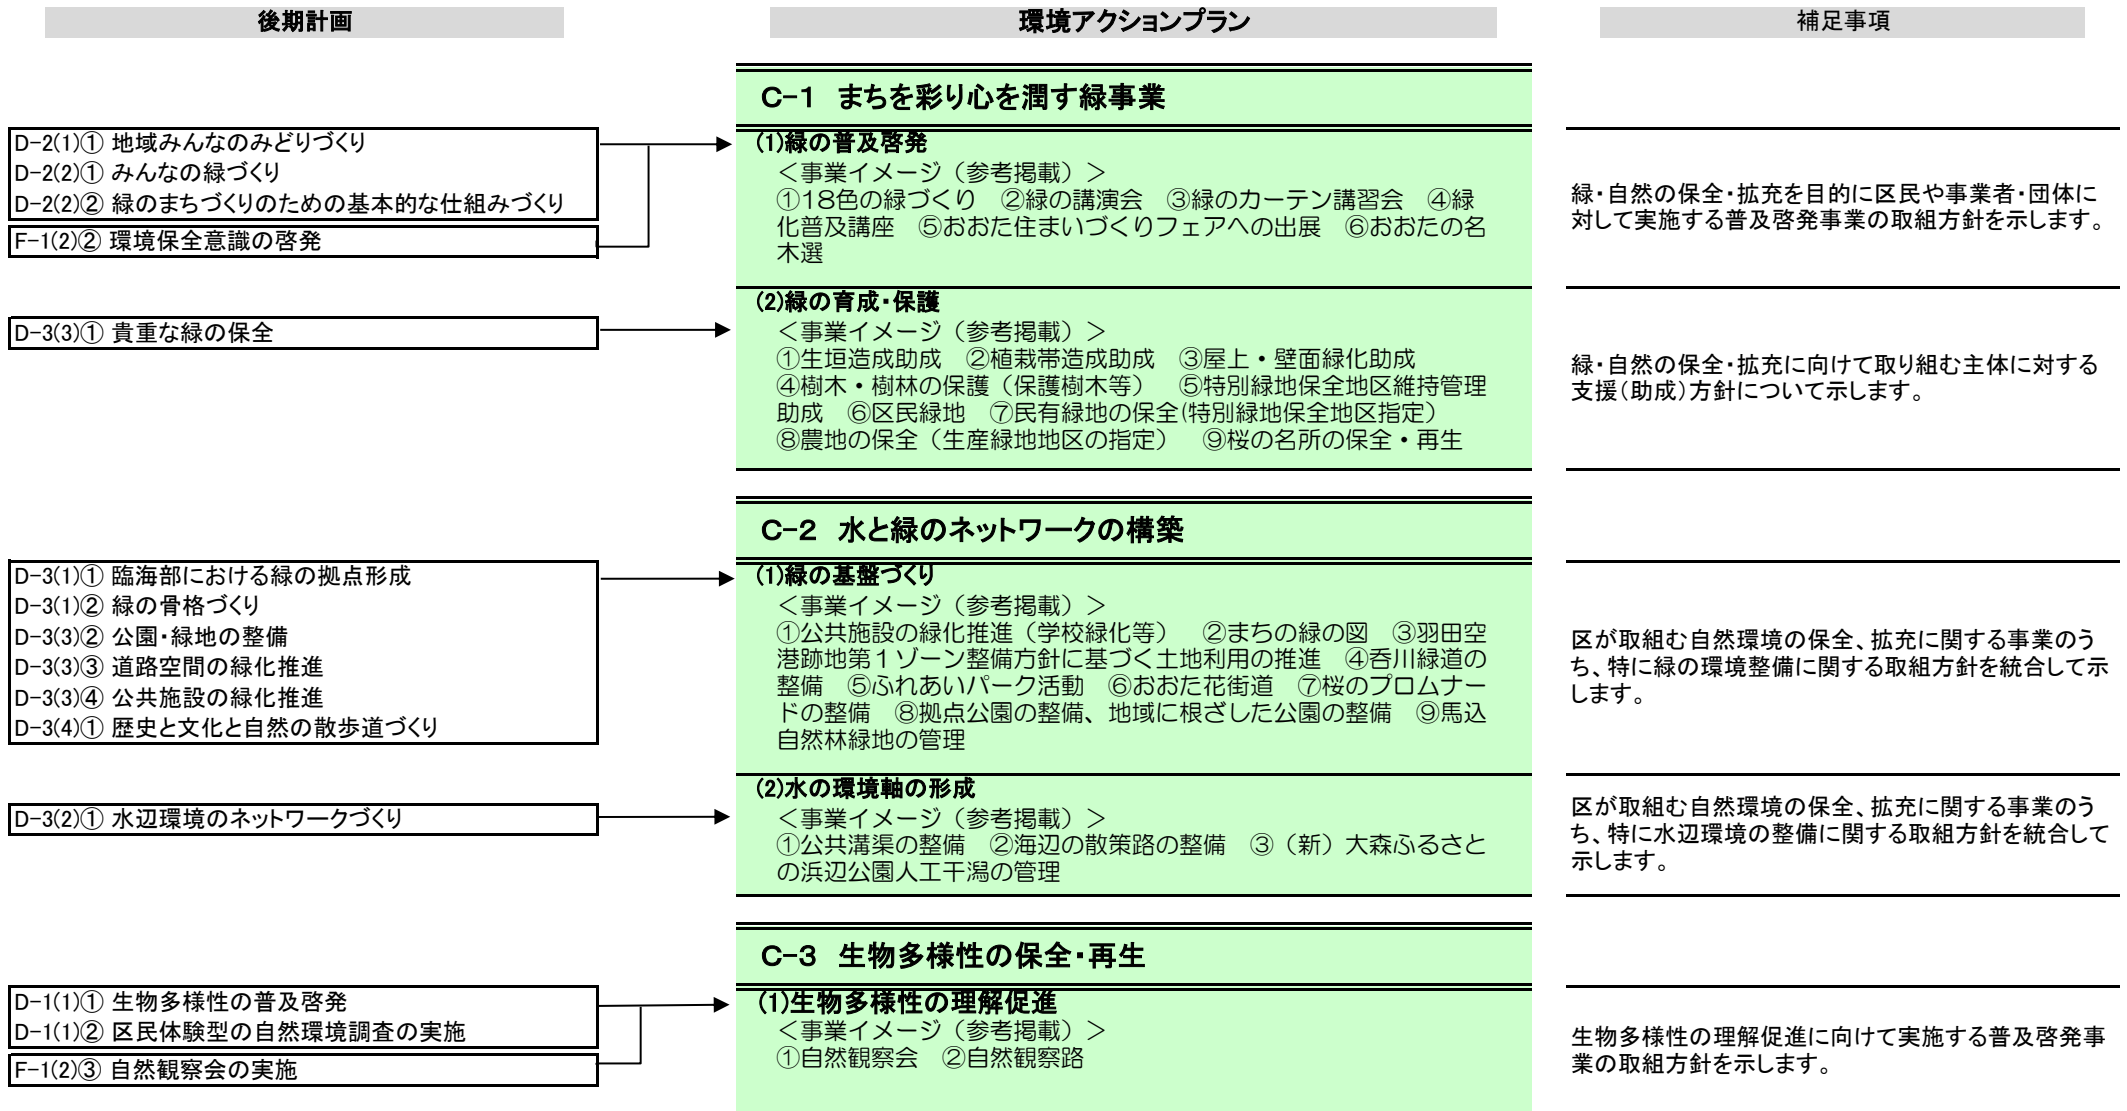 後期計画
環境アクションプラン
補足事項
C-1 まちを彩り心を潤す緑事業
D-2(1)① 地域みんなのみどりづくり
D-2(2)① みんなの緑づくり
D-2(2)② 緑のまちづくりのための基本的な仕組みづくり
F-1(2)② 環境保全意識の啓発
(1)緑の普及啓発
＜事業イメージ（参考掲載）＞
①18色の緑づくり ②緑の講演会 ③緑のカーテン講習会 ④緑
化普及講座 ⑤おおた住まいづくりフェアへの出展 ⑥おおたの名
木選
緑・自然の保全・拡充を目的に区民や事業者・団体に
対して実施する普及啓発事業の取組方針を示します。
D-3(3)① 貴重な緑の保全
(2)緑の育成・保護
＜事業イメージ（参考掲載）＞
①生垣造成助成 ②植栽帯造成助成 ③屋上・壁面緑化助成
④樹木・樹林の保護（保護樹木等） ⑤特別緑地保全地区維持管理
助成 ⑥区民緑地 ⑦民有緑地の保全(特別緑地保全地区指定)
⑧農地の保全（生産緑地地区の指定） ⑨桜の名所の保全・再生
緑・自然の保全・拡充に向けて取り組む主体に対する
支援（助成）方針について示します。
C-2 水と緑のネットワークの構築
D-3(1)① 臨海部における緑の拠点形成
D-3(1)② 緑の骨格づくり
D-3(3)② 公園・緑地の整備
D-3(3)③ 道路空間の緑化推進
D-3(3)④ 公共施設の緑化推進
D-3(4)① 歴史と文化と自然の散歩道づくり
(1)緑の基盤づくり
＜事業イメージ（参考掲載）＞
①公共施設の緑化推進（学校緑化等） ②まちの緑の図 ③羽田空
港跡地第１ゾーン整備方針に基づく土地利用の推進 ④呑川緑道の
整備 ⑤ふれあいパーク活動 ⑥おおた花街道 ⑦桜のプロムナー
ドの整備 ⑧拠点公園の整備、地域に根ざした公園の整備 ⑨馬込
自然林緑地の管理
区が取組む自然環境の保全、拡充に関する事業のう
ち、特に緑の環境整備に関する取組方針を統合して示
します。
D-3(2)① 水辺環境のネットワークづくり
(2)水の環境軸の形成
＜事業イメージ（参考掲載）＞
①公共溝渠の整備 ②海辺の散策路の整備 ③（新）大森ふるさと
の浜辺公園人工干潟の管理
区が取組む自然環境の保全、拡充に関する事業のう
ち、特に水辺環境の整備に関する取組方針を統合して
示します。
C-3 生物多様性の保全・再生
D-1(1)① 生物多様性の普及啓発
D-1(1)② 区民体験型の自然環境調査の実施
F-1(2)③ 自然観察会の実施
(1)生物多様性の理解促進
＜事業イメージ（参考掲載）＞
①自然観察会 ②自然観察路
生物多様性の理解促進に向けて実施する普及啓発事
業の取組方針を示します。